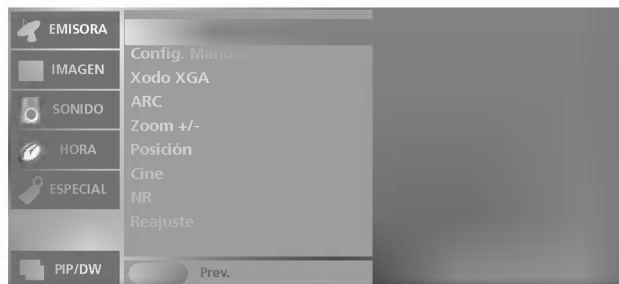 EMISORA
IMAGEN
SONIDO
HORA
ESPECIAL
PIP/DW
Config. Manual
Xodo XGA
ARC
Zoom +/-
Posición
Cine
NR
Reajuste
Prev.